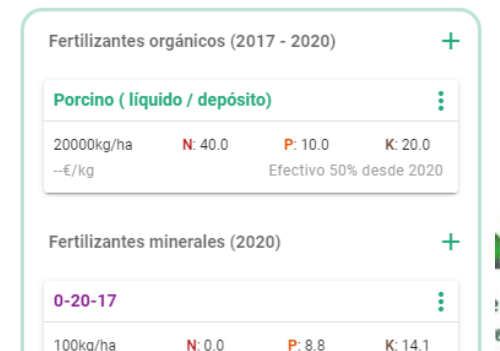 Fertilizantes orgánicos (2017 - 2020) +
Porcino ( líquido / depósito)
20000kg/ha N: 40.0 P: 10.0 K: 20.0
--€/kg Efectivo 50% desde 2020
Fertilizantes minerales (2020) +
0-20-17
100kg/ha N: 0.0 P: 8.8 K: 14.1